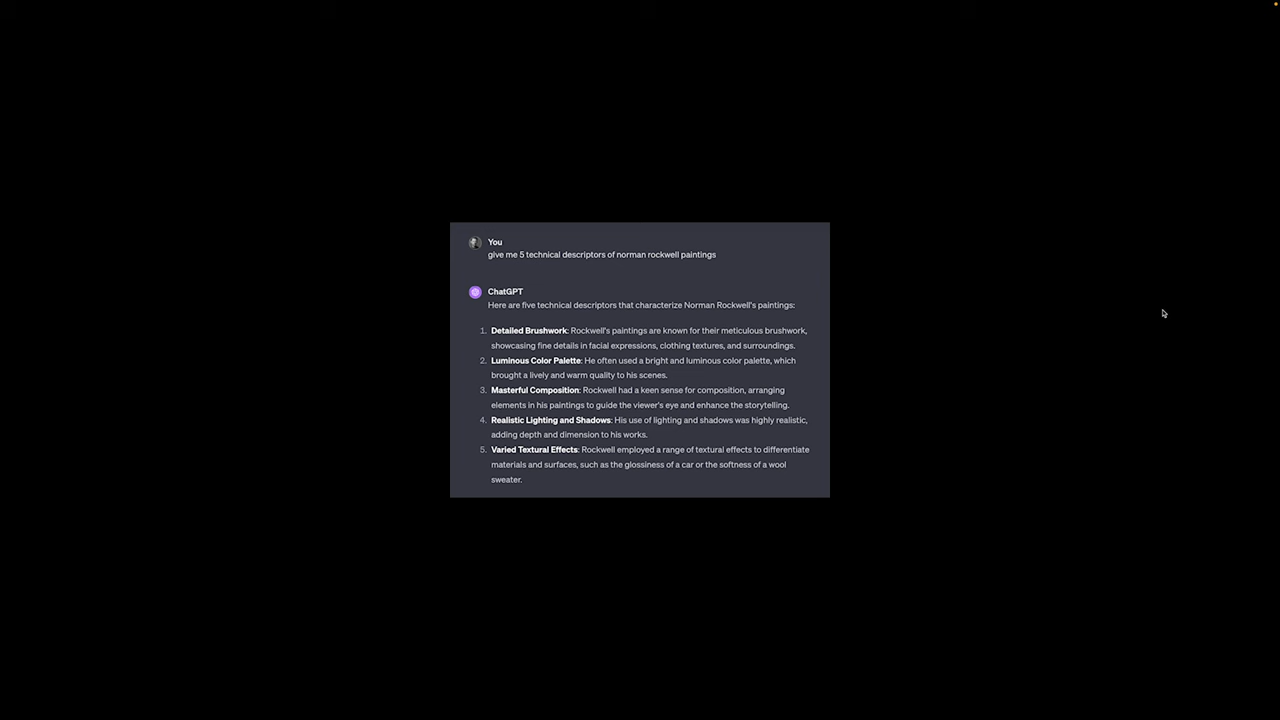 You
give me 5 technical descriptors of norman rockwell paintings
ChatGPT
Here are five technical descriptors that characterize Norman Rockwell's paintings:
1. Detailed Brushwork: Rockwell's paintings are known for their meticulous brushwork,
showcasing fine details in facial expressions, clothing textures, and surroundings.
2. Luminous Color Palette: He often used a bright and luminous color palette, which
brought a lively and warm quality to his scenes.
3. Masterful Composition: Rockwell had a keen sense for composition, arranging
elements in his paintings to guide the viewer's eye and enhance the storytelling.
4. Realistic Lighting and Shadows: His use of lighting and shadows was highly realistic,
adding depth and dimension to his works.
5. Varied Textural Effects: Rockwell employed a range of textural effects to differentiate
materials and surfaces, such as the glossiness of a car or the softness of a wool
sweater.